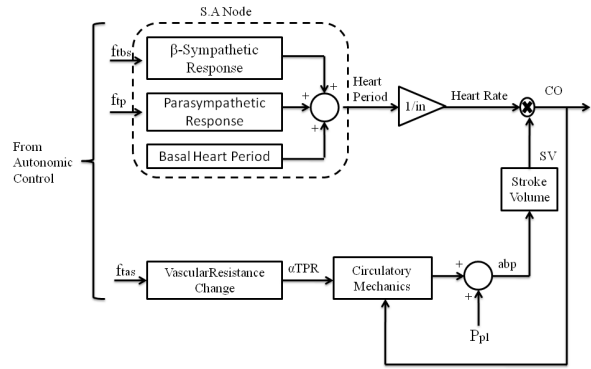 S.A Node
ftbs
β-Sympathetic
Response
+
Heart
Period
ftp
Parasympathetic
Response
+
1/in
Heart Rate
CO
+
Basal Heart Period
From
Autonomic
Control
SV
Stroke
Volume
ftas
VascularResistance
Change
αTPR
Circulatory
Mechanics
+
abp
+
Ppl